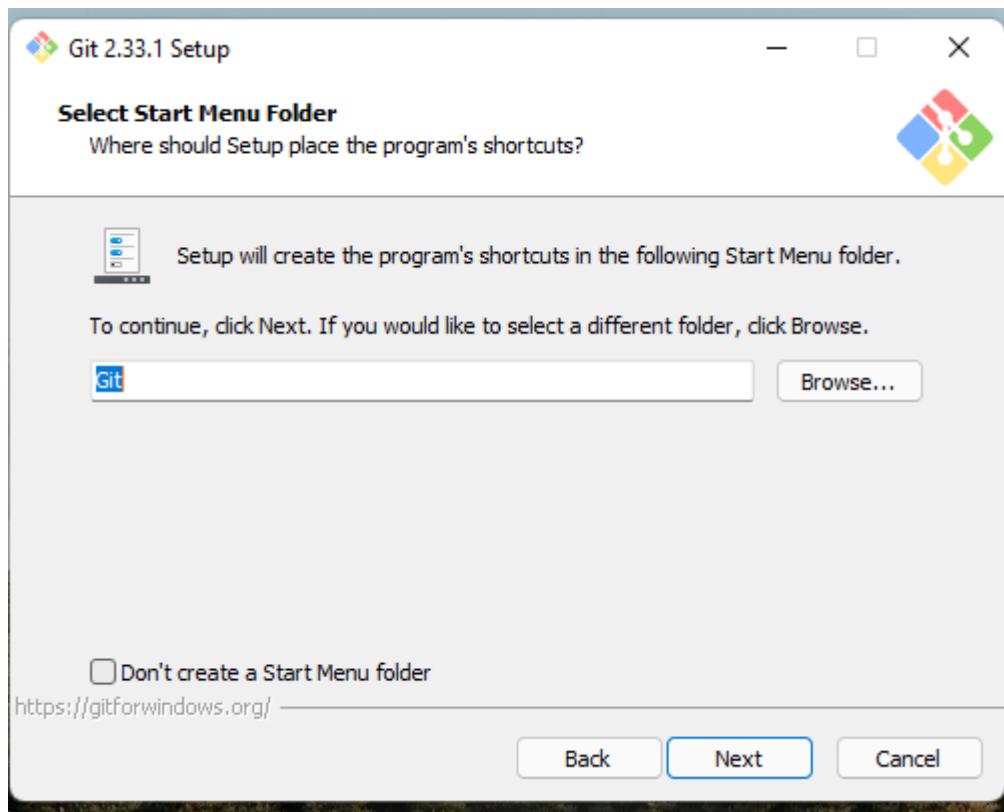 Git 2.33.1 Setup
Select Start Menu Folder
Where should Setup place the program's shortcuts?
Setup will create the program's shortcuts in the following Start Menu folder.
To continue, click Next. If you would like to select a different folder, click Browse.
Git
Browse...
Don't create a Start Menu folder
https://gitforwindows.org/
Back
Next
Cancel